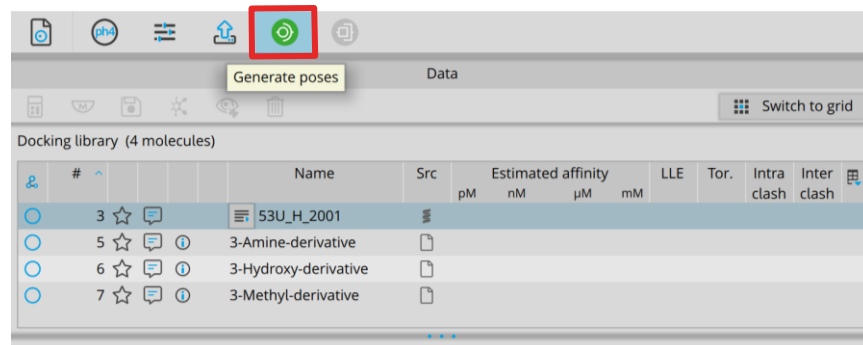 ph4
Generate poses
Data
M
Switch to grid
Docking library (4 molecules)
# Name Src Estimated affinity LLE Tor. Intra Inter
pM nM µM mM clash clash
3 53U_H_2001
5 3-Amine-derivative
6 3-Hydroxy-derivative
7 3-Methyl-derivative